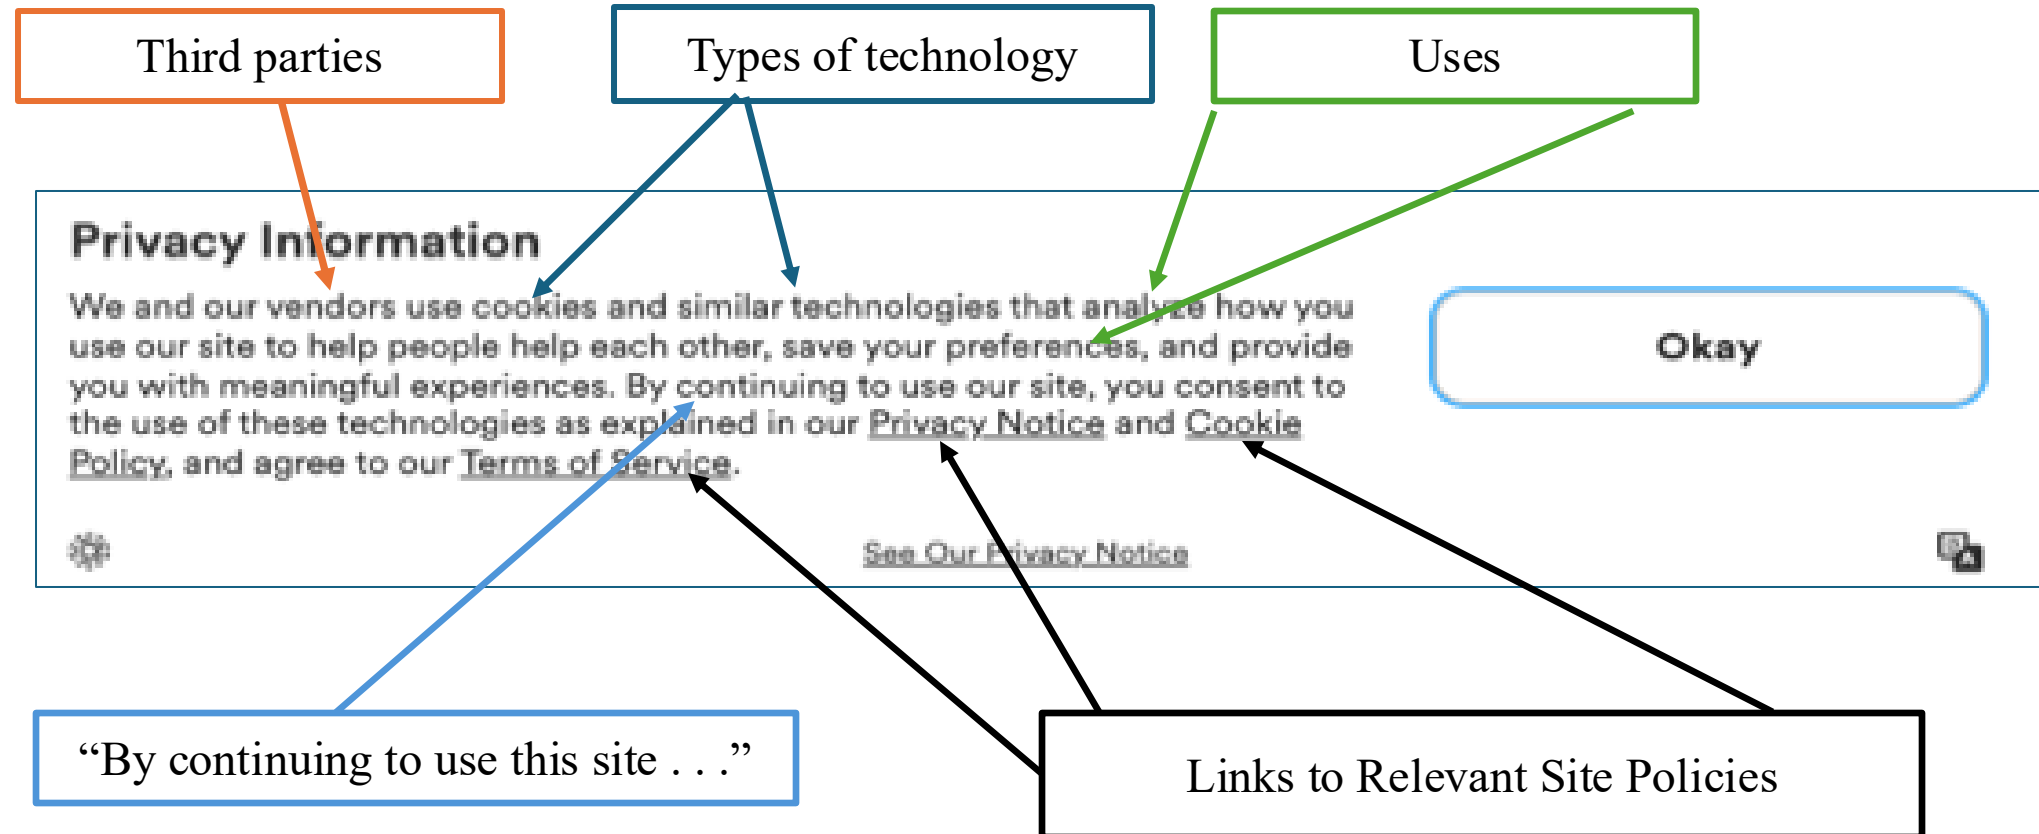 Third parties
Types of technology
Uses
Privacy Information
We and our vendors use cookies and similar technologies that analyze how you
use our site to help people help each other, save your preferences, and provide
you with meaningful experiences. By continuing to use our site, you consent to
the use of these technologies as explained in our Privacy Notice and Cookie
Policy, and agree to our Terms of Service.
Okay
See Our Privacy Notice
“By continuing to use this site . . .”
Links to Relevant Site Policies